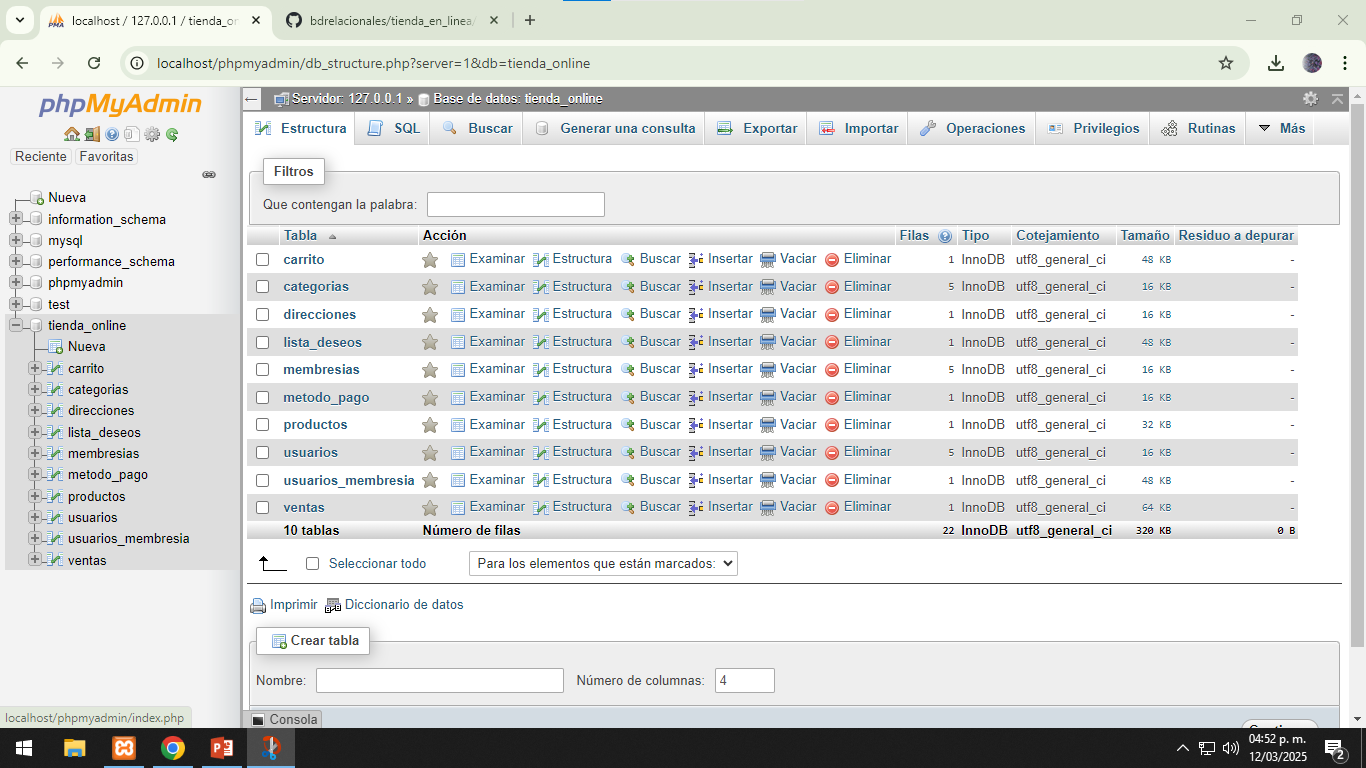 localhost / 127.0.0.1 / tienda_on
bdrelacionales/tienda_en_linea:
localhost/phpmyadmin/db_structure.php?server=1&db=tienda_online
phpMyAdmin
Reciente Favoritas
Nueva
information_schema
mysql
performance_schema
phpmyadmin
test
tienda_online
Nueva
carrito
categorias
direcciones
lista_deseos
membresias
metodo_pago
productos
usuarios
usuarios_membresia
ventas
localhost/phpmyadmin/index.php
Servidor: 127.0.0.1 » Base de datos: tienda_online
Estructura SQL Buscar Generar una consulta Exportar Importar Operaciones Privilegios Rutinas Más
Filtros
Que contengan la palabra:
Tabla Acción Filas Tipo Cotejamiento Tamaño Residuo a depurar
carrito Examinar Estructura Buscar Insertar Vaciar Eliminar 1 InnoDB utf8_general_ci 48 KB -
categorias Examinar Estructura Buscar Insertar Vaciar Eliminar 5 InnoDB utf8_general_ci 16 KB -
direcciones Examinar Estructura Buscar Insertar Vaciar Eliminar 1 InnoDB utf8_general_ci 16 KB -
lista_deseos Examinar Estructura Buscar Insertar Vaciar Eliminar 1 InnoDB utf8_general_ci 48 KB -
membresias Examinar Estructura Buscar Insertar Vaciar Eliminar 5 InnoDB utf8_general_ci 16 KB -
metodo_pago Examinar Estructura Buscar Insertar Vaciar Eliminar 1 InnoDB utf8_general_ci 16 KB -
productos Examinar Estructura Buscar Insertar Vaciar Eliminar 1 InnoDB utf8_general_ci 32 KB -
usuarios Examinar Estructura Buscar Insertar Vaciar Eliminar 5 InnoDB utf8_general_ci 16 KB -
usuarios_membresia Examinar Estructura Buscar Insertar Vaciar Eliminar 1 InnoDB utf8_general_ci 48 KB -
ventas Examinar Estructura Buscar Insertar Vaciar Eliminar 1 InnoDB utf8_general_ci 64 KB -
10 tablas Número de filas 22 InnoDB utf8_general_ci 320 KB 0 B
Seleccionar todo Para los elementos que están marcados:
Imprimir Diccionario de datos
Crear tabla
Nombre: Número de columnas: 4
Consola
04:52 p. m.
12/03/2025
2